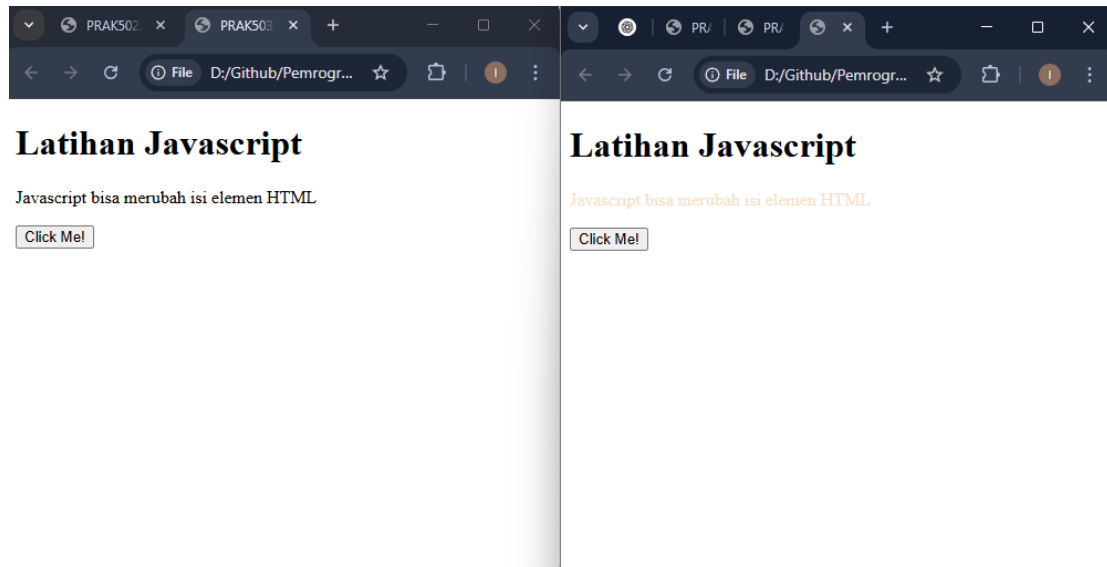 PRAK502
PRAK503
File D:/Github/Pemrogr...
I
Latihan Javascript
Javascript bisa merubah isi elemen HTML
Click Me!
PR
PR
File D:/Github/Pemrogr...
I
Latihan Javascript
Javascript bisa merubah isi elemen HTML
Click Me!